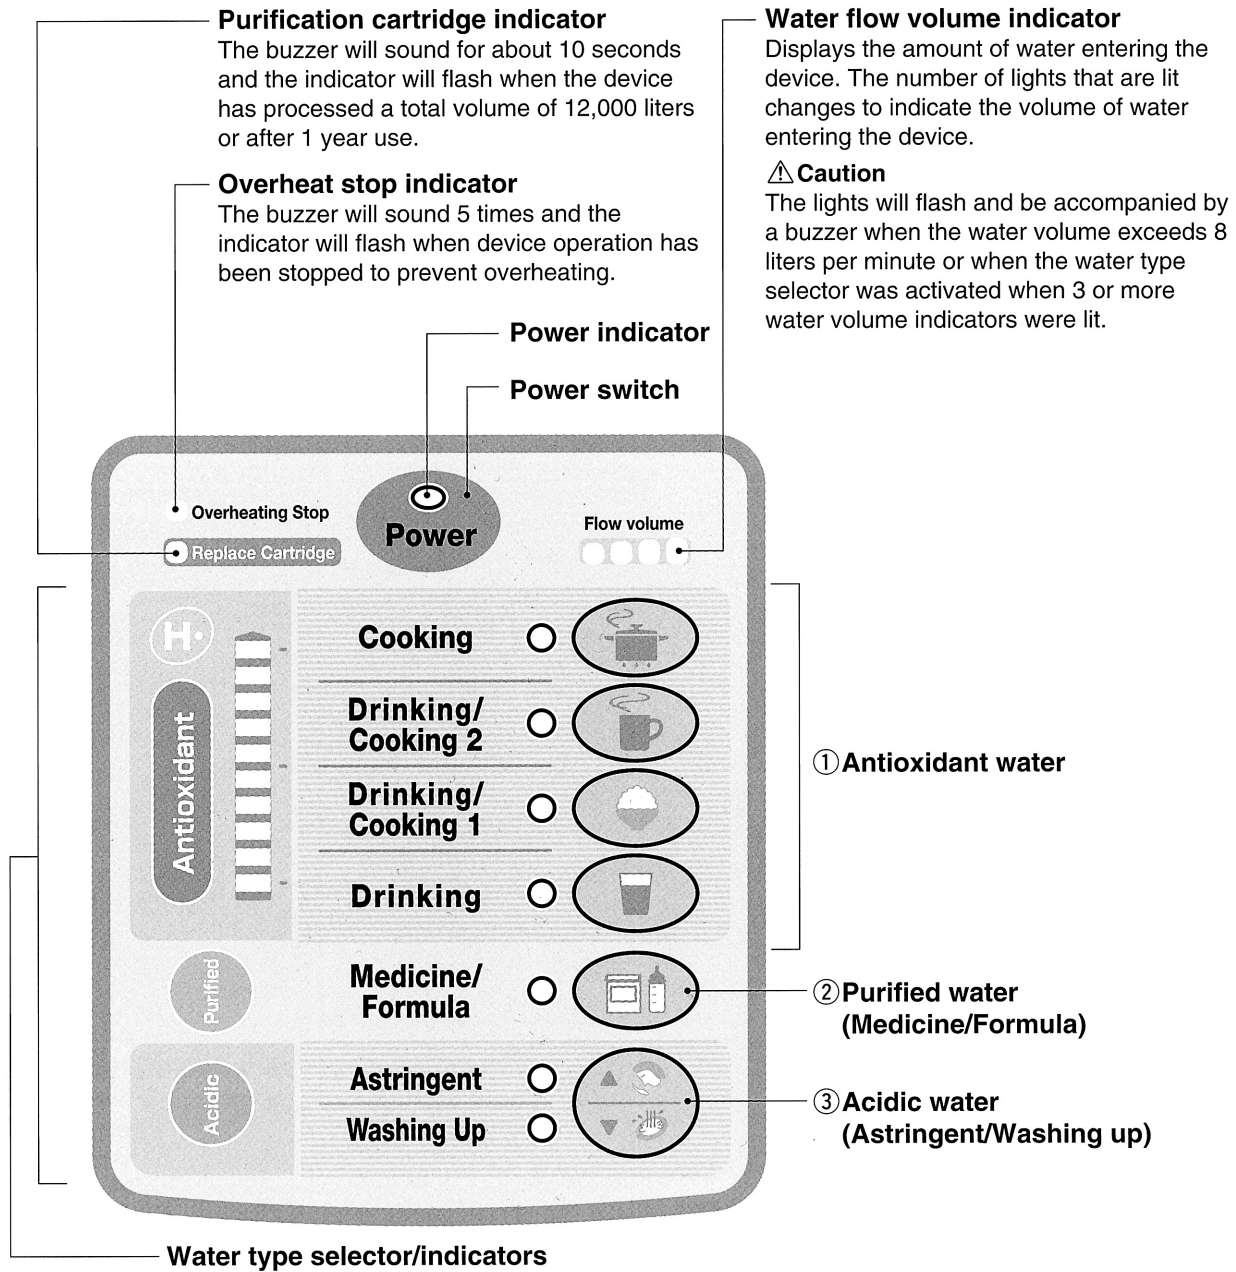 Purification cartridge indicator
The buzzer will sound for about 10 seconds
and the indicator will flash when the device
has processed a total volume of 12,000 liters
or after 1 year use.
Overheat stop indicator
The buzzer will sound 5 times and the
indicator will flash when device operation has
been stopped to prevent overheating.
Power indicator
Power switch
Water flow volume indicator
Displays the amount of water entering the
device. The number of lights that are lit
changes to indicate the volume of water
entering the device.
⚠Caution
The lights will flash and be accompanied by
a buzzer when the water volume exceeds 8
liters per minute or when the water type
selector was activated when 3 or more
water volume indicators were lit.
Overheating Stop
Replace Cartridge
Power
Flow volume
H
Antioxidant
Cooking
Drinking/
Cooking 2
Drinking/
Cooking 1
Drinking
①Antioxidant water
Purified
Medicine/
Formula
②Purified water
(Medicine/Formula)
Acidic
Astringent
Washing Up
③Acidic water
(Astringent/Washing up)
Water type selector/indicators